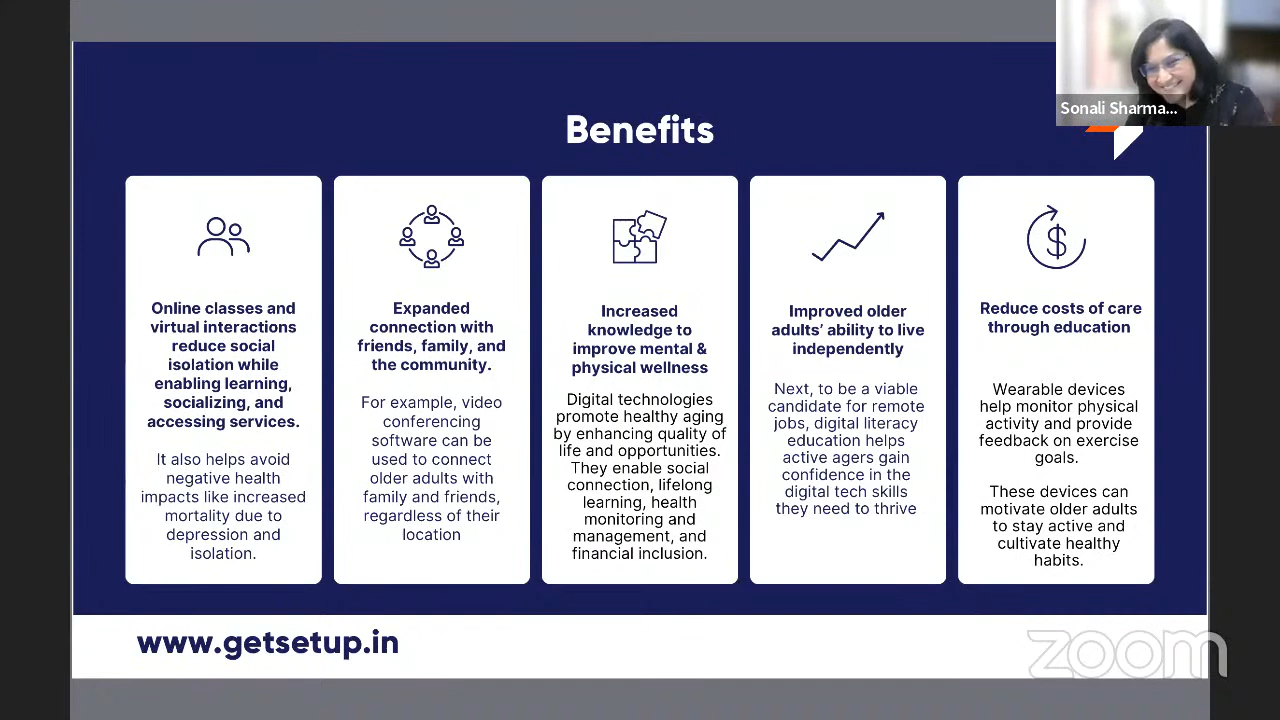 Sonali Sharma...
Benefits
Online classes and
virtual interactions
reduce social
isolation while
enabling learning,
socializing, and
accessing services.
It also helps avoid
negative health
impacts like increased
mortality due to
depression and
isolation.
Expanded
connection with
friends, family, and
the community.
For example, video
conferencing
software can be
used to connect
older adults with
family and friends,
regardless of their
location
Increased
knowledge to
improve mental &
physical wellness
Digital technologies
promote healthy aging
by enhancing quality of
life and opportunities.
They enable social
connection, lifelong
learning, health
monitoring and
management, and
financial inclusion.
Improved older
adults’ ability to live
independently
Next, to be a viable
candidate for remote
jobs, digital literacy
education helps
active agers gain
confidence in the
digital tech skills
they need to thrive
Reduce costs of care
through education
Wearable devices
help monitor physical
activity and provide
feedback on exercise
goals.
These devices can
motivate older adults
to stay active and
cultivate healthy
habits.
www.getsetup.in
zoom